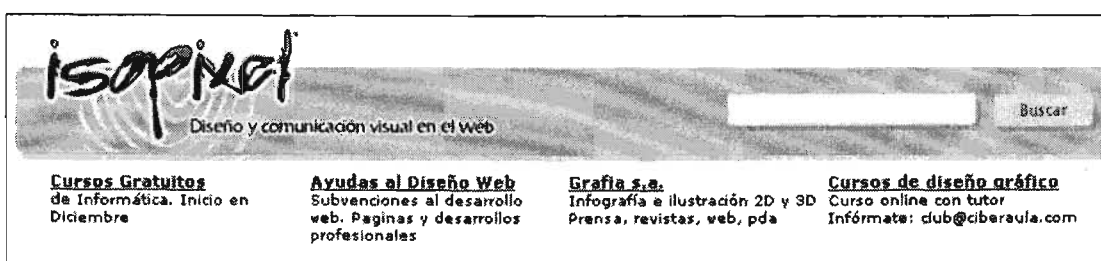 isopixel
Diseño y comunicación visual en el web
Buscar
Cursos Gratuitos
de Informática. Inicio en
Diciembre
Ayudas al Diseño Web
Subvenciones al desarrollo
web. Paginas y desarrollos
profesionales
Grafia s.a.
Infografía e ilustración 2D y 3D
Prensa, revistas, web, pda
Cursos de diseño gráfico
Curso online con tutor
Infórmate: club@ciberaula.com